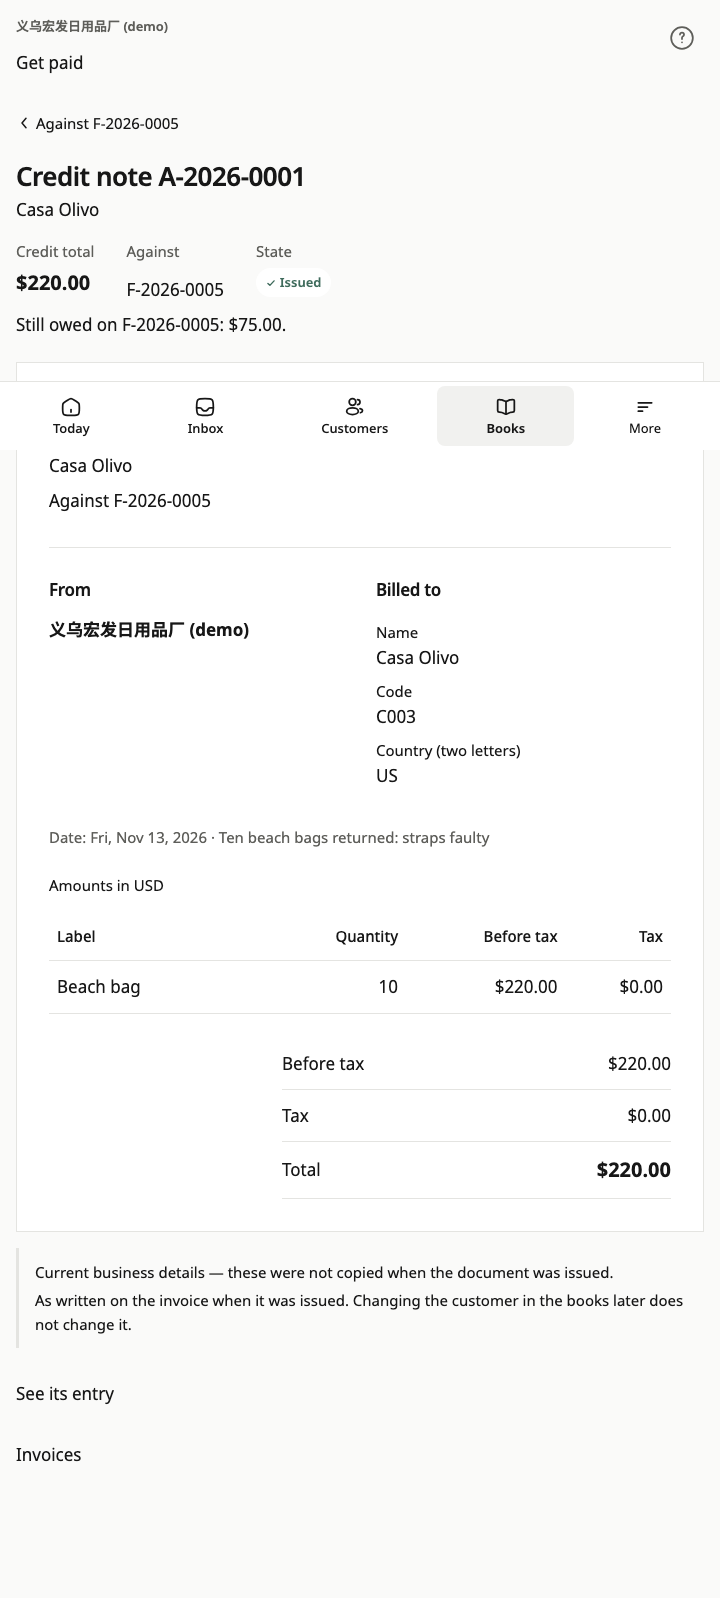 义乌宏发日用品厂 (demo)
Get paid
Against F-2026-0005
Credit note A-2026-0001
Casa Olivo
Credit total Against State
$220.00 F-2026-0005 Issued
Still owed on F-2026-0005: $75.00.
Today Inbox Customers Books More
Casa Olivo
Against F-2026-0005
From Billed to
义乌宏发日用品厂 (demo)
Name
Casa Olivo
Code
C003
Country (two letters)
US
Date: Fri, Nov 13, 2026 · Ten beach bags returned: straps faulty
Amounts in USD
Label Quantity Before tax Tax
Beach bag 10 $220.00 $0.00
Before tax $220.00
Tax $0.00
Total $220.00
Current business details — these were not copied when the document was issued.
As written on the invoice when it was issued. Changing the customer in the books later does
not change it.
See its entry
Invoices